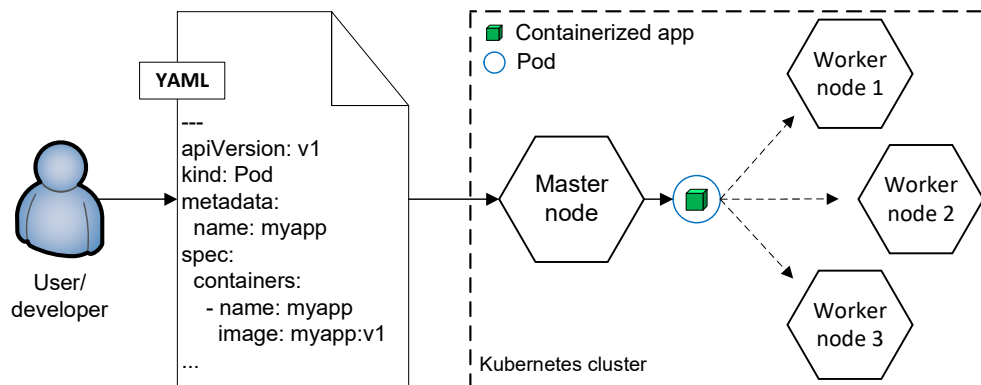 YAML
---
apiVersion: v1
kind: Pod
metadata:
  name: myapp
spec:
  containers:
    - name: myapp
      image: myapp:v1
...
User/
developer
Containerized app
Pod
Master
node
Worker
node 1
Worker
node 2
Worker
node 3
Kubernetes cluster